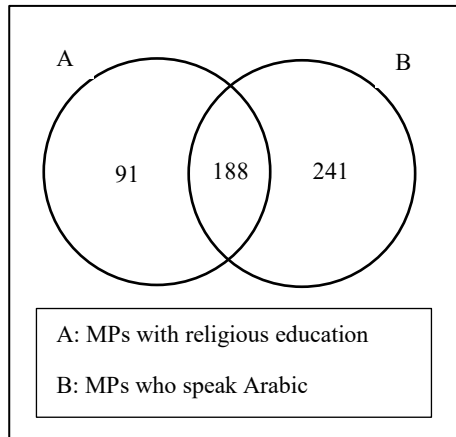 A
B
91 188 241
A: MPs with religious education
B: MPs who speak Arabic